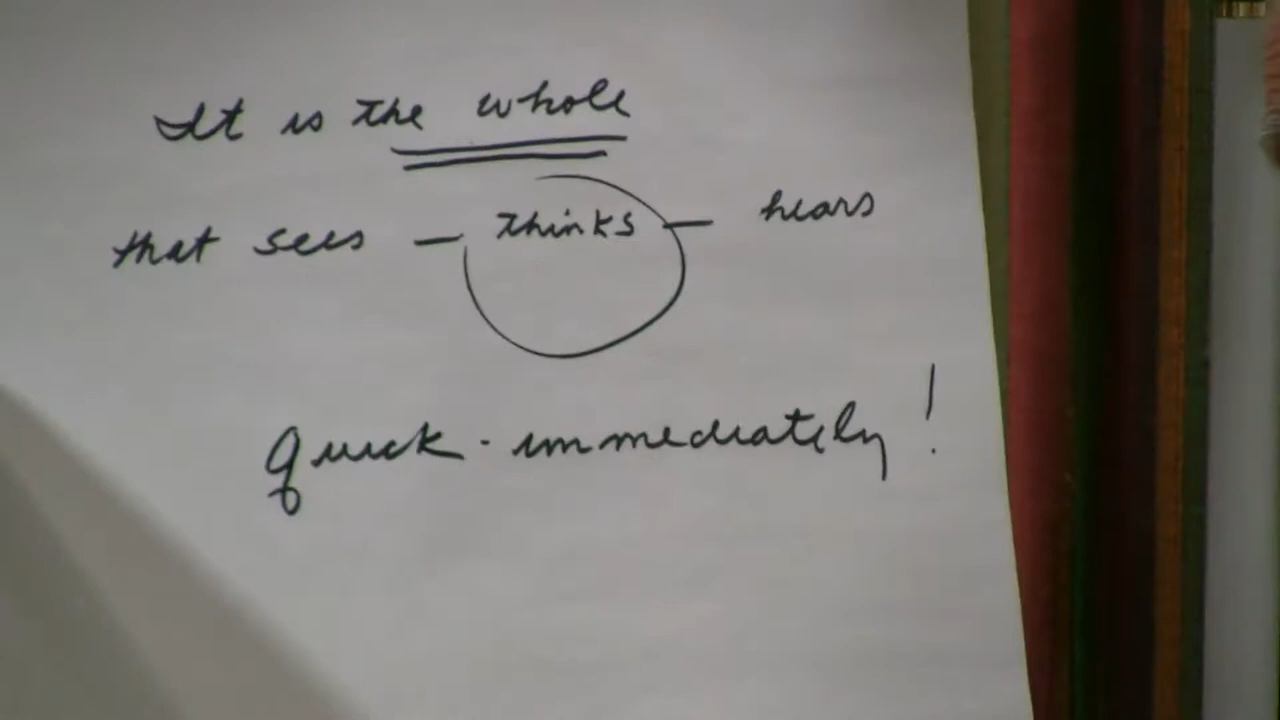 It is the whole
that sees – thinks – hears
quick - immediately!